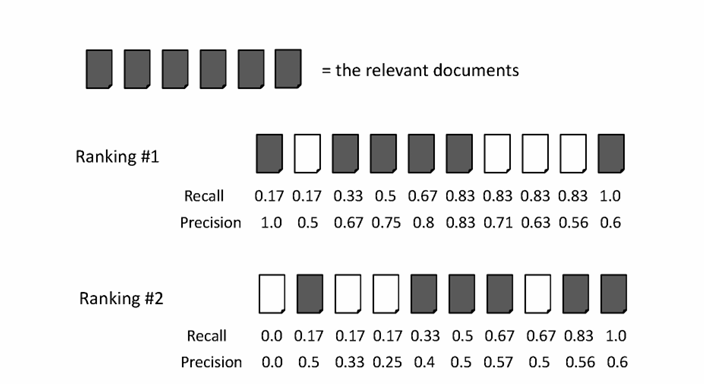 = the relevant documents
Ranking #1
Recall 0.17 0.17 0.33 0.5 0.67 0.83 0.83 0.83 0.83 1.0
Precision 1.0 0.5 0.67 0.75 0.8 0.83 0.71 0.63 0.56 0.6
Ranking #2
Recall 0.0 0.17 0.17 0.17 0.33 0.5 0.67 0.67 0.83 1.0
Precision 0.0 0.5 0.33 0.25 0.4 0.5 0.57 0.5 0.56 0.6